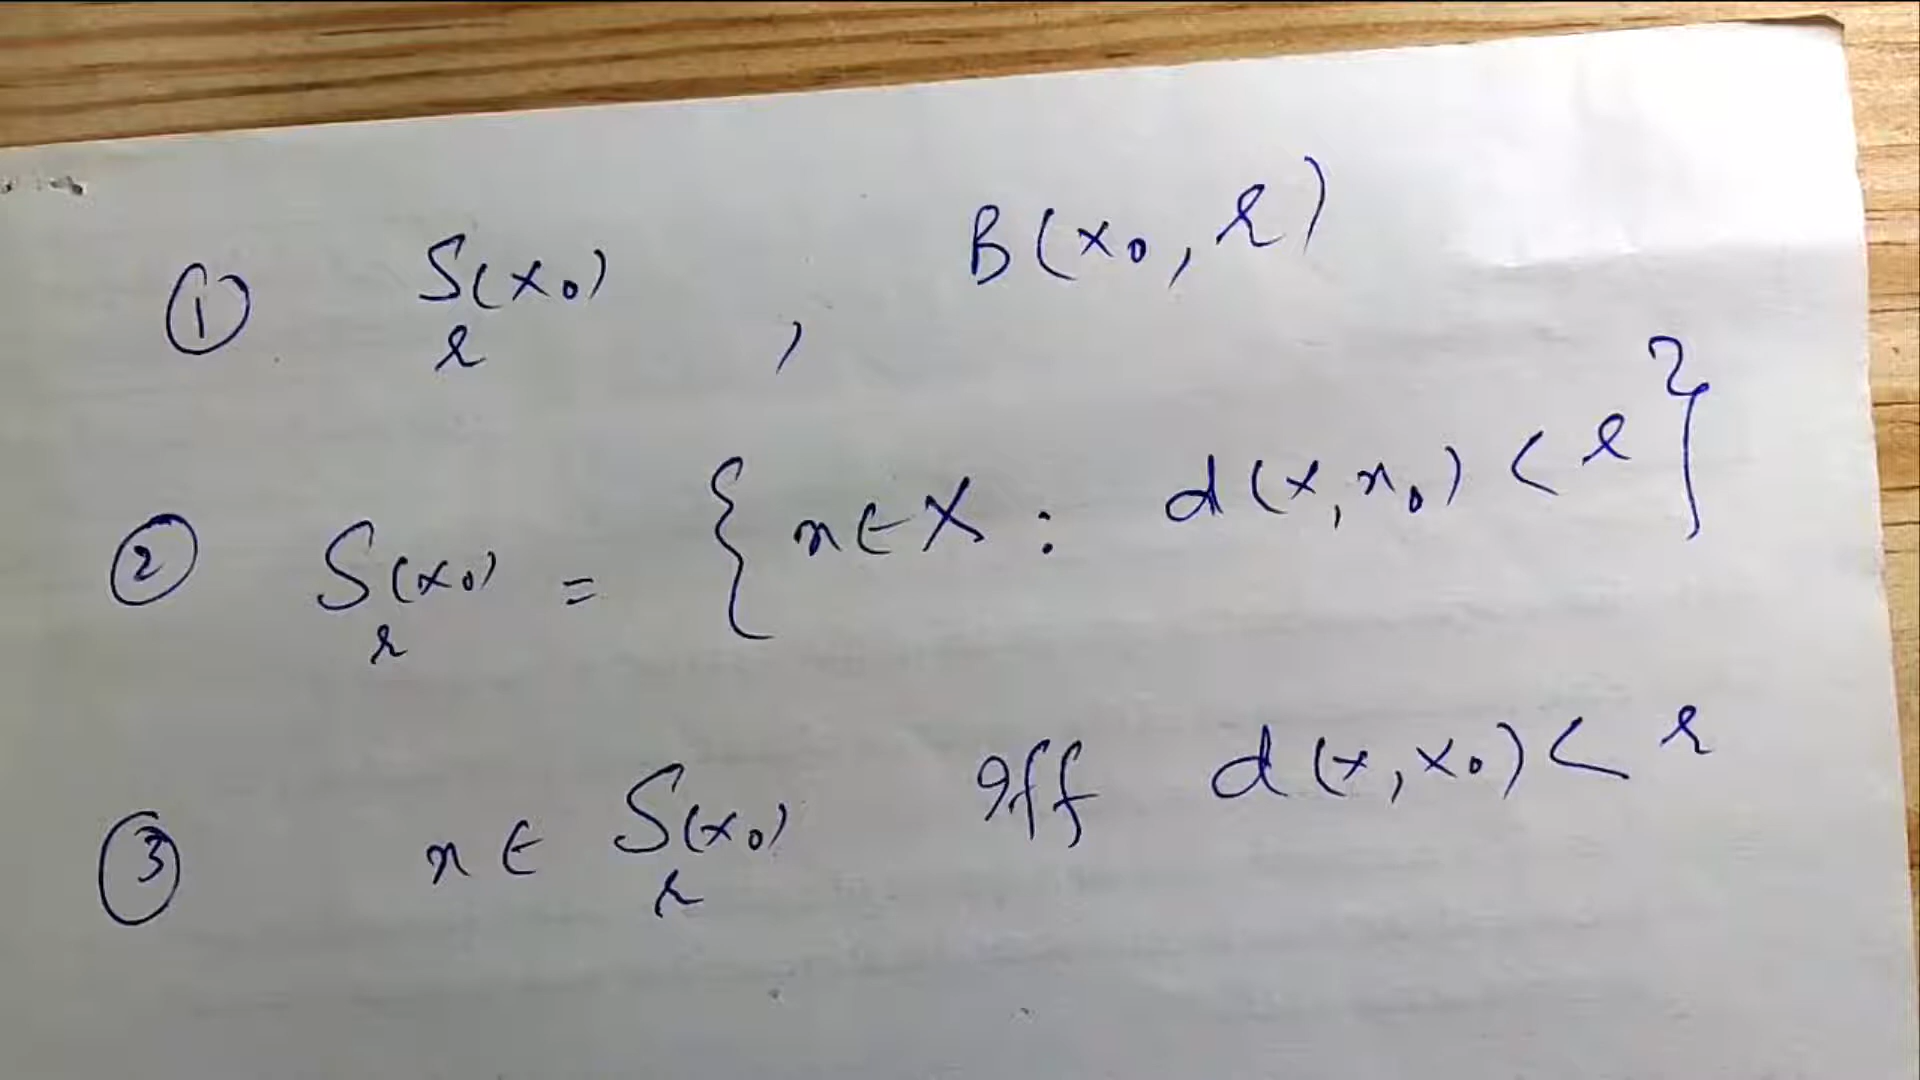 ① S_r(x₀) , B(x₀, r)
② S_r(x₀) = { x ∈ X : d(x, x₀) < r }
③ x ∈ S_r(x₀) iff d(x, x₀) < r